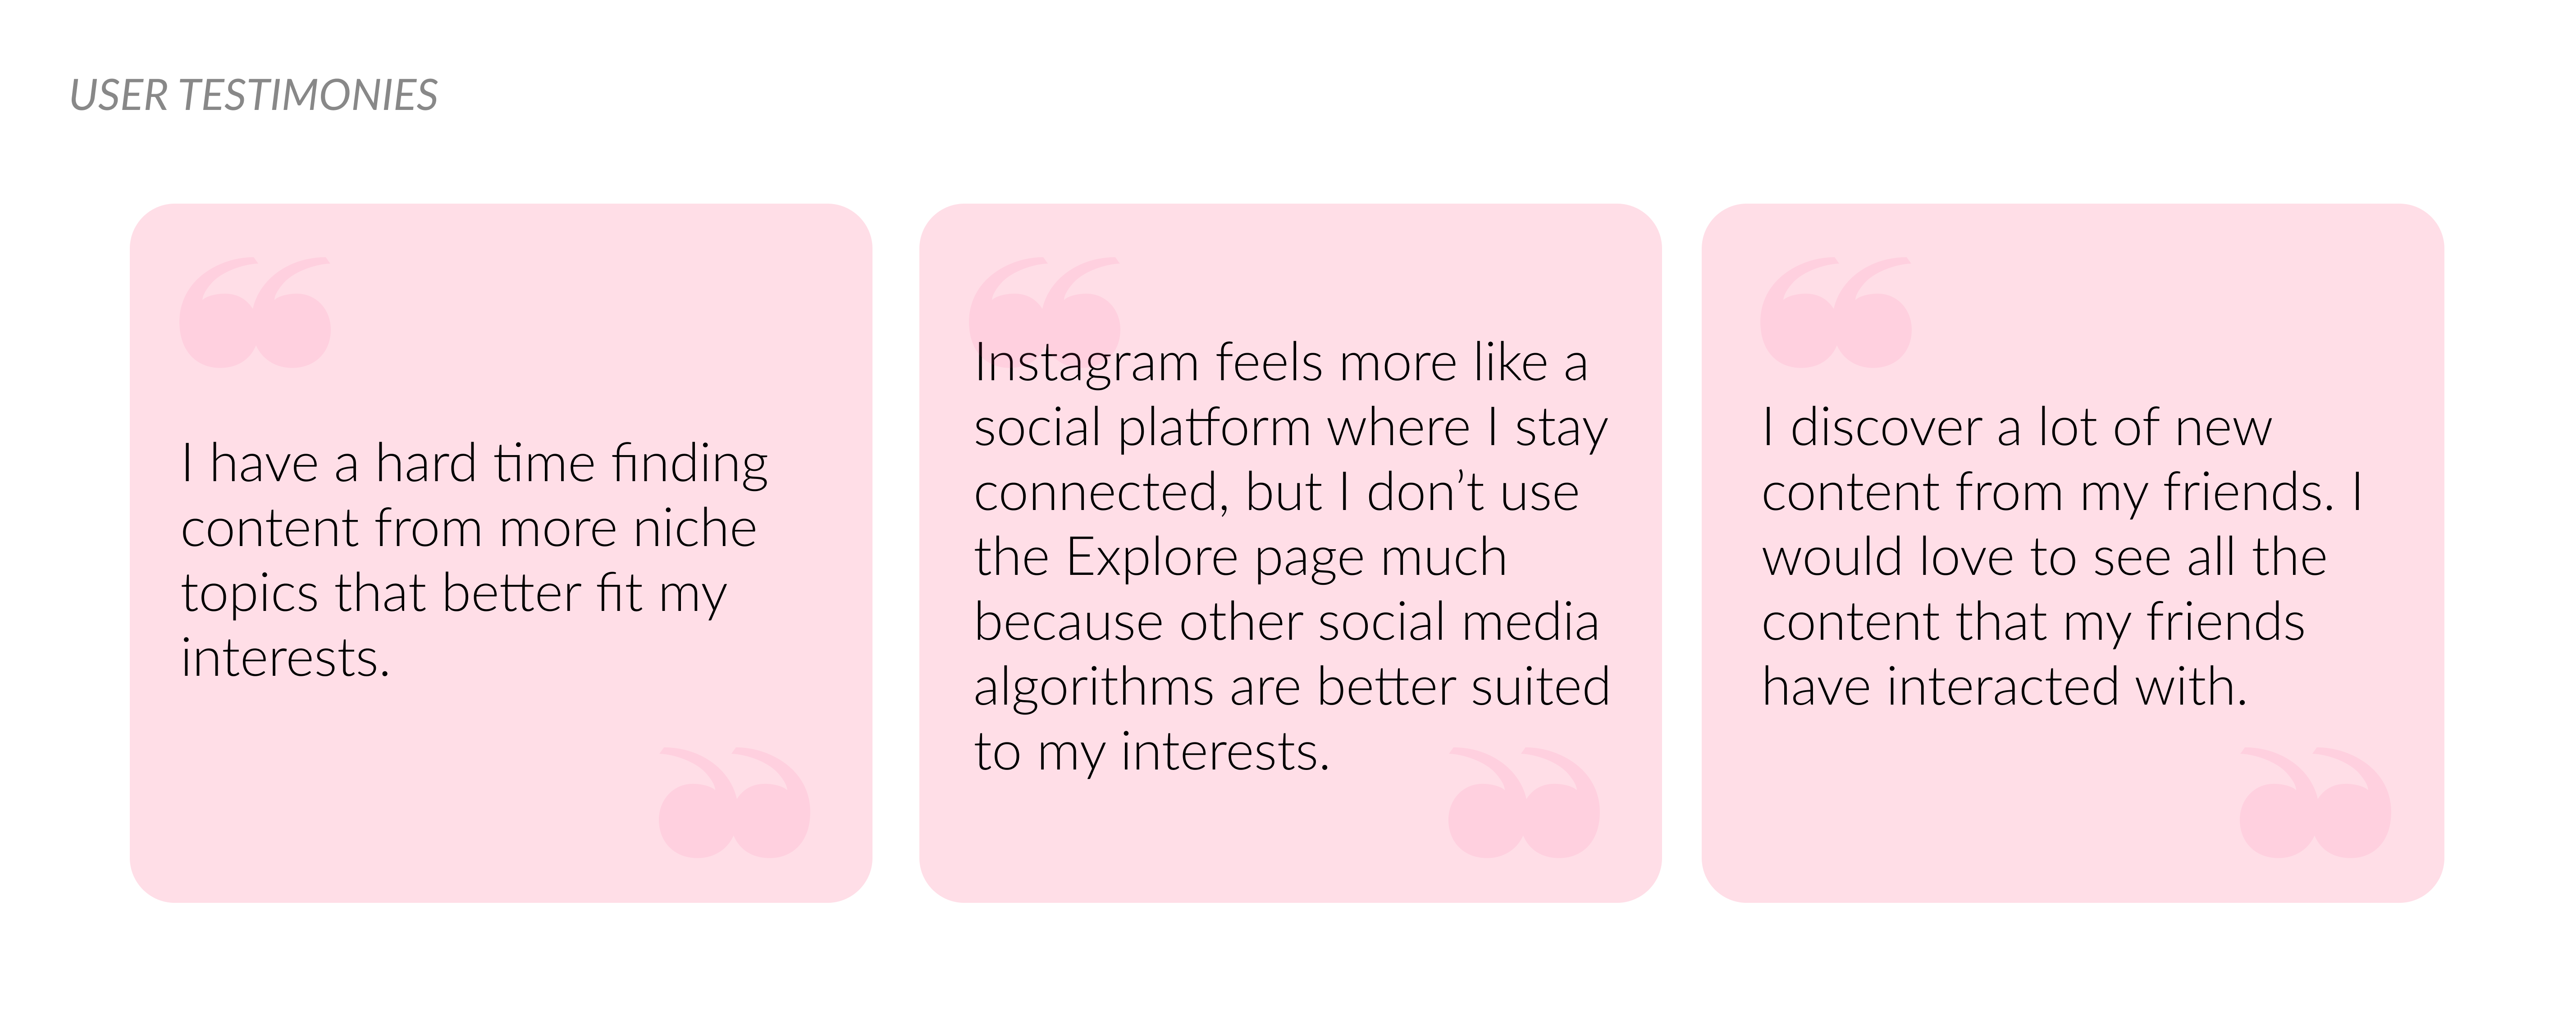 USER TESTIMONIES
I have a hard time finding
content from more niche
topics that better fit my
interests.
Instagram feels more like a
social platform where I stay
connected, but I don’t use
the Explore page much
because other social media
algorithms are better suited
to my interests.
I discover a lot of new
content from my friends. I
would love to see all the
content that my friends
have interacted with.